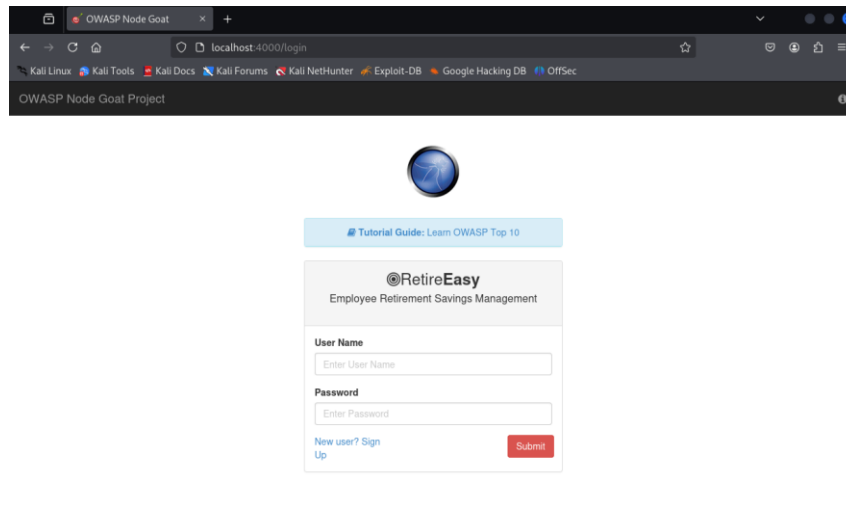 OWASP Node Goat
localhost:4000/login
Kali Linux Kali Tools Kali Docs Kali Forums Kali NetHunter Exploit-DB Google Hacking DB OffSec
OWASP Node Goat Project
Tutorial Guide: Learn OWASP Top 10
RetireEasy
Employee Retirement Savings Management
User Name
Enter User Name
Password
Enter Password
New user? Sign
Up
Submit